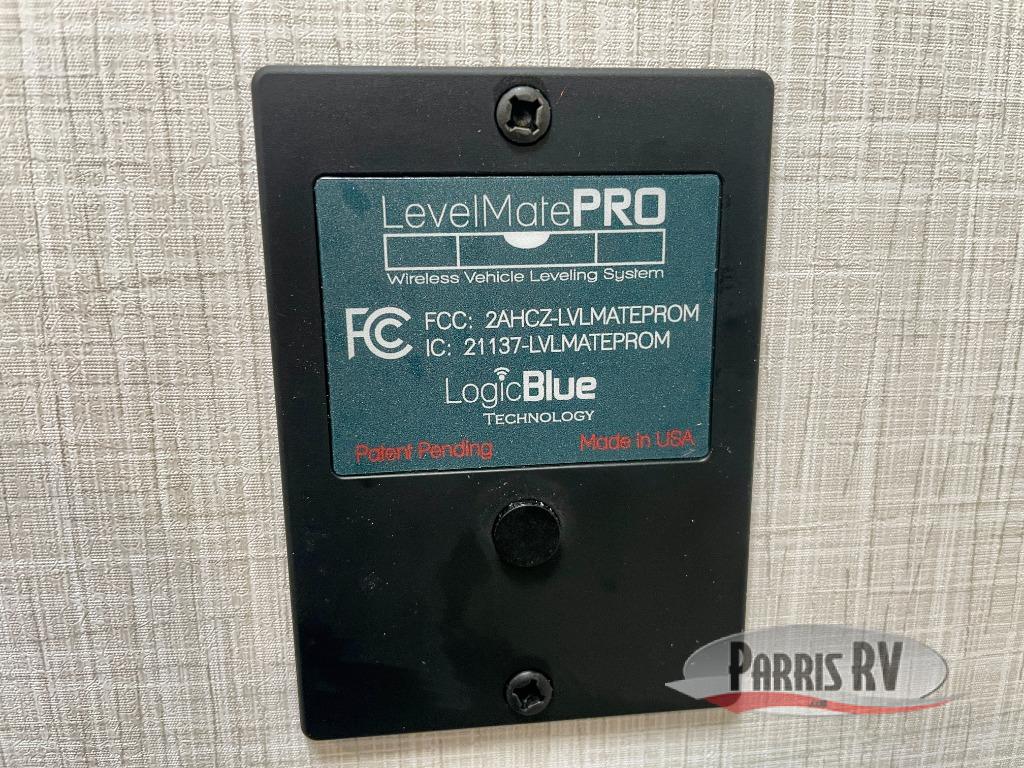 LevelMatePRO
Wireless Vehicle Leveling System
FC FCC: 2AHCZ-LVLMATEPROM
IC: 21137-LVLMATEPROM
LogicBlue
TECHNOLOGY
Patent Pending Made in USA
PARRIS RV
.com